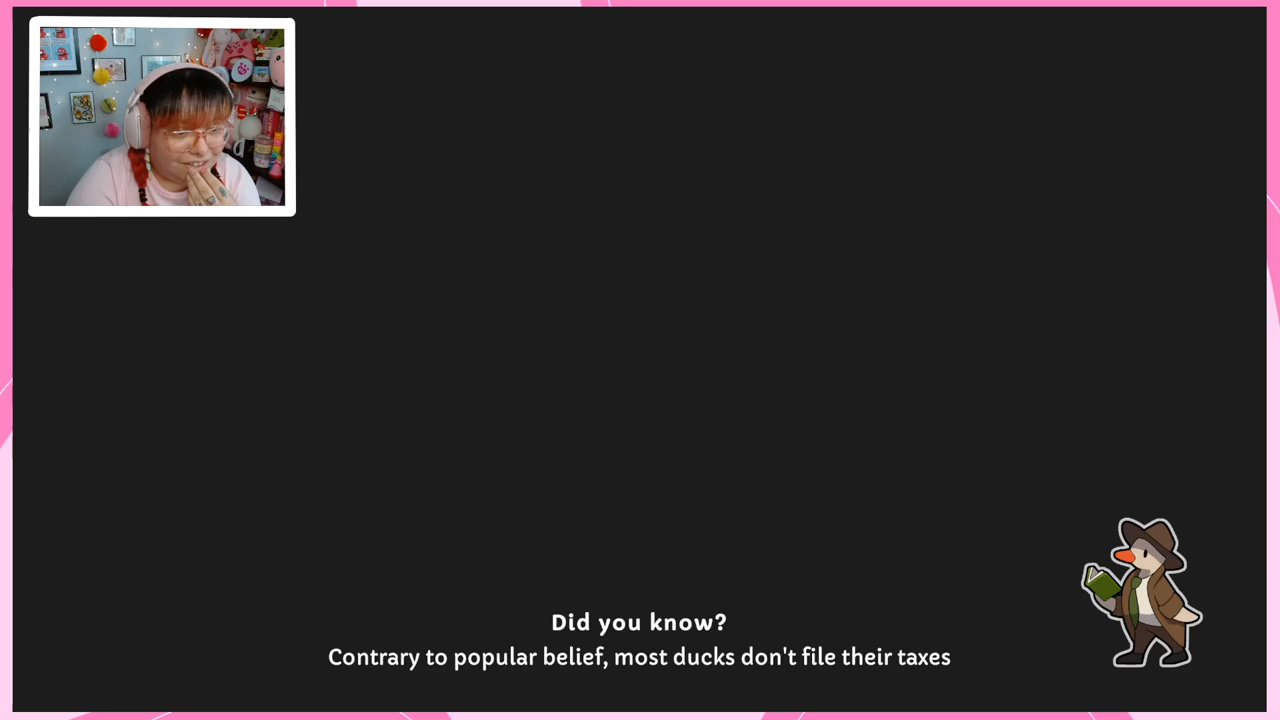 Did you know?
Contrary to popular belief, most ducks don't file their taxes